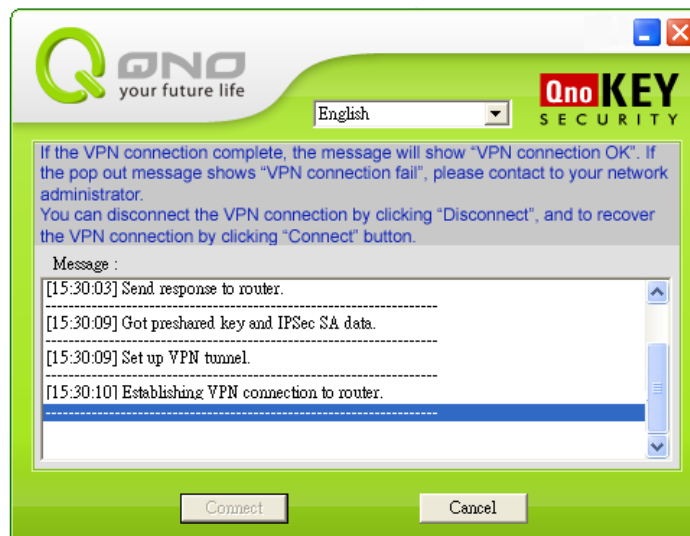 QNO
your future life
English
Qno KEY
SECURITY
If the VPN connection complete, the message will show “VPN connection OK”. If
the pop out message shows “VPN connection fail”, please contact to your network
administrator.
You can disconnect the VPN connection by clicking “Disconnect”, and to recover
the VPN connection by clicking “Connect” button.
Message :
[15:30:03] Send response to router.
--------------------------------------------------------------------
[15:30:09] Got preshared key and IPSec SA data.
--------------------------------------------------------------------
[15:30:09] Set up VPN tunnel.
--------------------------------------------------------------------
[15:30:10] Establishing VPN connection to router.
--------------------------------------------------------------------
Connect
Cancel